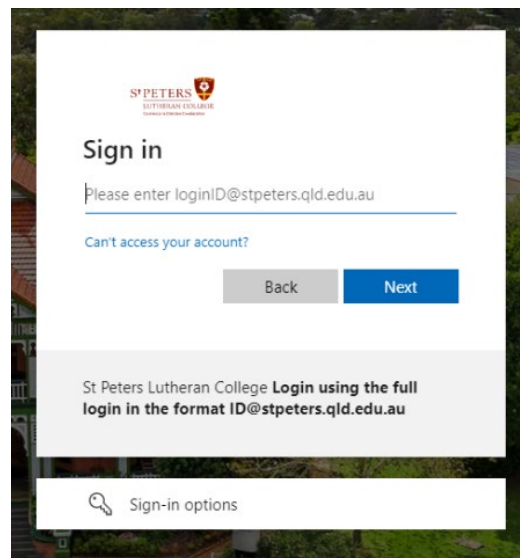 ST PETERS
LUTHERAN COLLEGE
Sign in
Please enter loginID@stpeters.qld.edu.au
Can't access your account?
Back
Next
St Peters Lutheran College Login using the full
login in the format ID@stpeters.qld.edu.au
Sign-in options